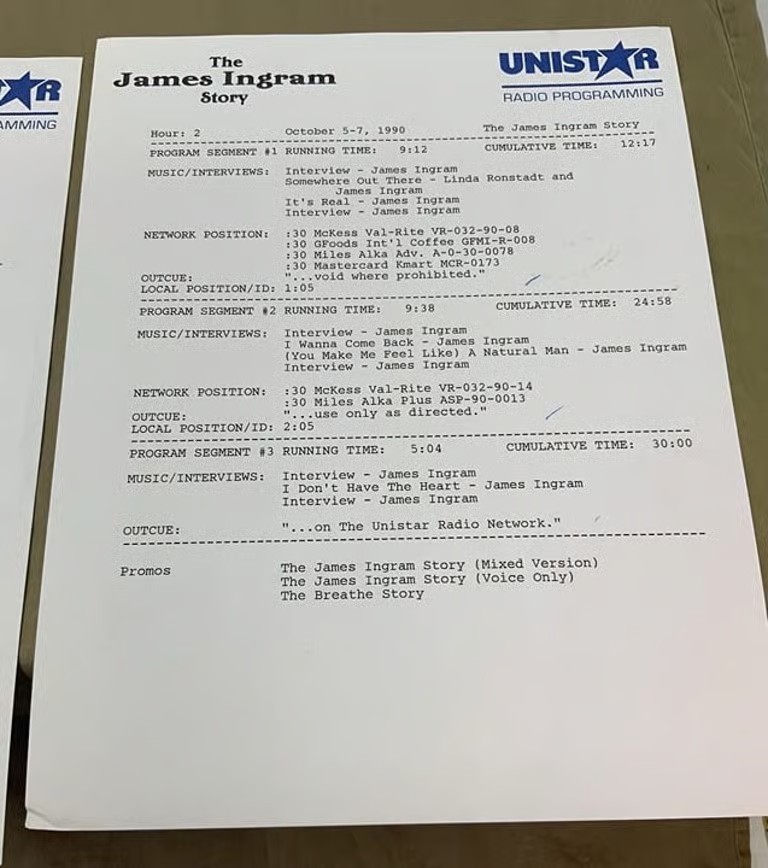 AR
AMMING
The
James Ingram
Story
UNISTAR
RADIO PROGRAMMING
Hour: 2 October 5-7, 1990 The James Ingram Story
PROGRAM SEGMENT #1 RUNNING TIME: 9:12 CUMULATIVE TIME: 12:17
MUSIC/INTERVIEWS: Interview - James Ingram
Somewhere Out There - Linda Ronstadt and
James Ingram
It's Real - James Ingram
Interview - James Ingram
NETWORK POSITION: :30 McKess Val-Rite VR-032-90-08
:30 GFoods Int'l Coffee GFMI-R-008
:30 Miles Alka Adv. A-0-30-0078
:30 Mastercard Kmart MCR-0173
OUTCUE: "...void where prohibited."
LOCAL POSITION/ID: 1:05
PROGRAM SEGMENT #2 RUNNING TIME: 9:38 CUMULATIVE TIME: 24:58
MUSIC/INTERVIEWS: Interview - James Ingram
I Wanna Come Back - James Ingram
(You Make Me Feel Like) A Natural Man - James Ingram
Interview - James Ingram
NETWORK POSITION: :30 McKess Val-Rite VR-032-90-14
:30 Miles Alka Plus ASP-90-0013
OUTCUE: "...use only as directed."
LOCAL POSITION/ID: 2:05
PROGRAM SEGMENT #3 RUNNING TIME: 5:04 CUMULATIVE TIME: 30:00
MUSIC/INTERVIEWS: Interview - James Ingram
I Don't Have The Heart - James Ingram
Interview - James Ingram
OUTCUE: "...on The Unistar Radio Network."
Promos The James Ingram Story (Mixed Version)
The James Ingram Story (Voice Only)
The Breathe Story